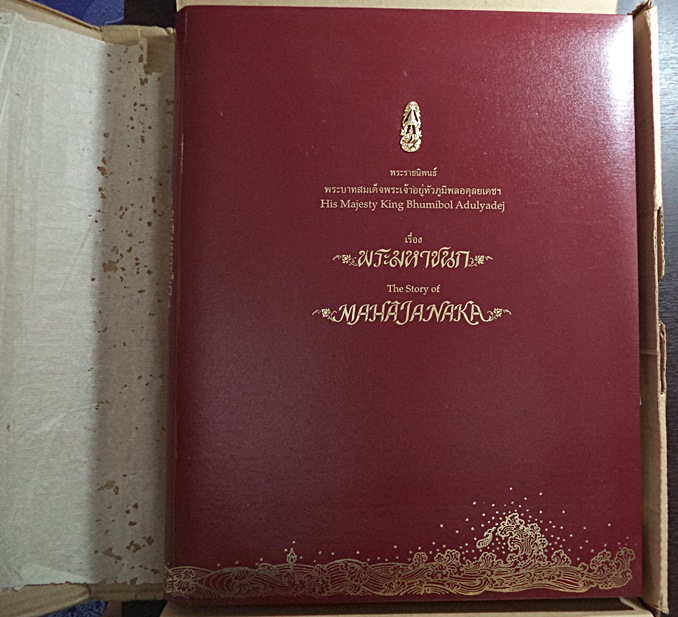 พระราชนิพนธ์
พระบาทสมเด็จพระเจ้าอยู่หัวภูมิพลอดุลยเดชฯ
His Majesty King Bhumibol Adulyadej
เรื่อง
พระมหาชนก
The Story of
MAHĀJANAKA